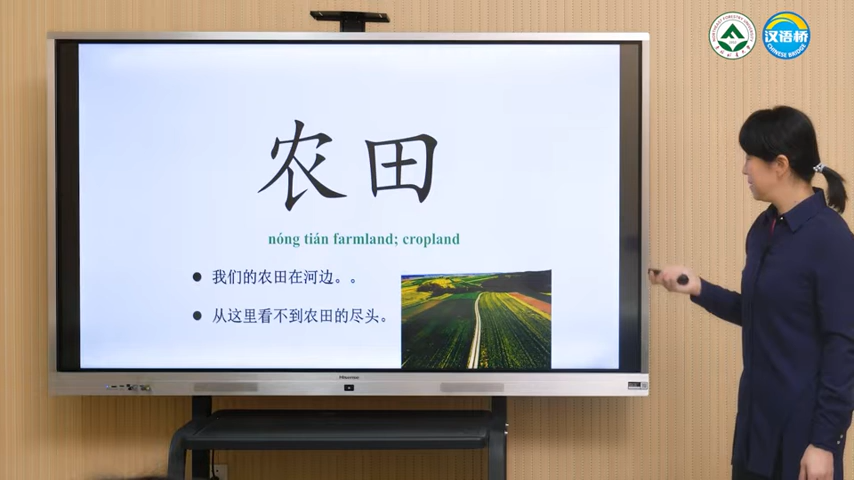 汉语桥
CHINESE BRIDGE
农田
nóng tián farmland; cropland
我们的农田在河边。。
从这里看不到农田的尽头。
Hisense